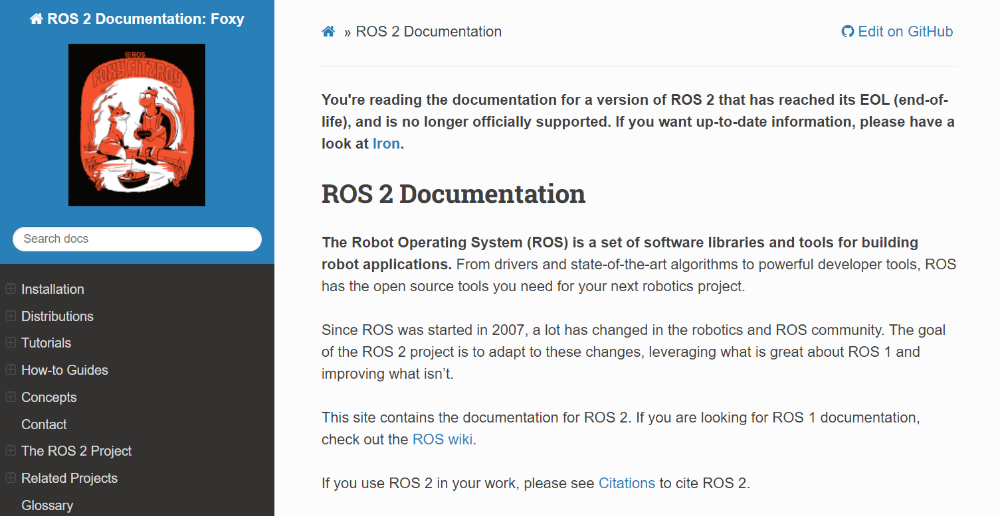 ROS 2 Documentation: Foxy
ROS
FOXY FITZROY
Search docs
Installation
Distributions
Tutorials
How-to Guides
Concepts
Contact
The ROS 2 Project
Related Projects
Glossary
» ROS 2 Documentation
Edit on GitHub
You're reading the documentation for a version of ROS 2 that has reached its EOL (end-of-
life), and is no longer officially supported. If you want up-to-date information, please have a
look at Iron.
ROS 2 Documentation
The Robot Operating System (ROS) is a set of software libraries and tools for building
robot applications. From drivers and state-of-the-art algorithms to powerful developer tools, ROS
has the open source tools you need for your next robotics project.
Since ROS was started in 2007, a lot has changed in the robotics and ROS community. The goal
of the ROS 2 project is to adapt to these changes, leveraging what is great about ROS 1 and
improving what isn’t.
This site contains the documentation for ROS 2. If you are looking for ROS 1 documentation,
check out the ROS wiki.
If you use ROS 2 in your work, please see Citations to cite ROS 2.